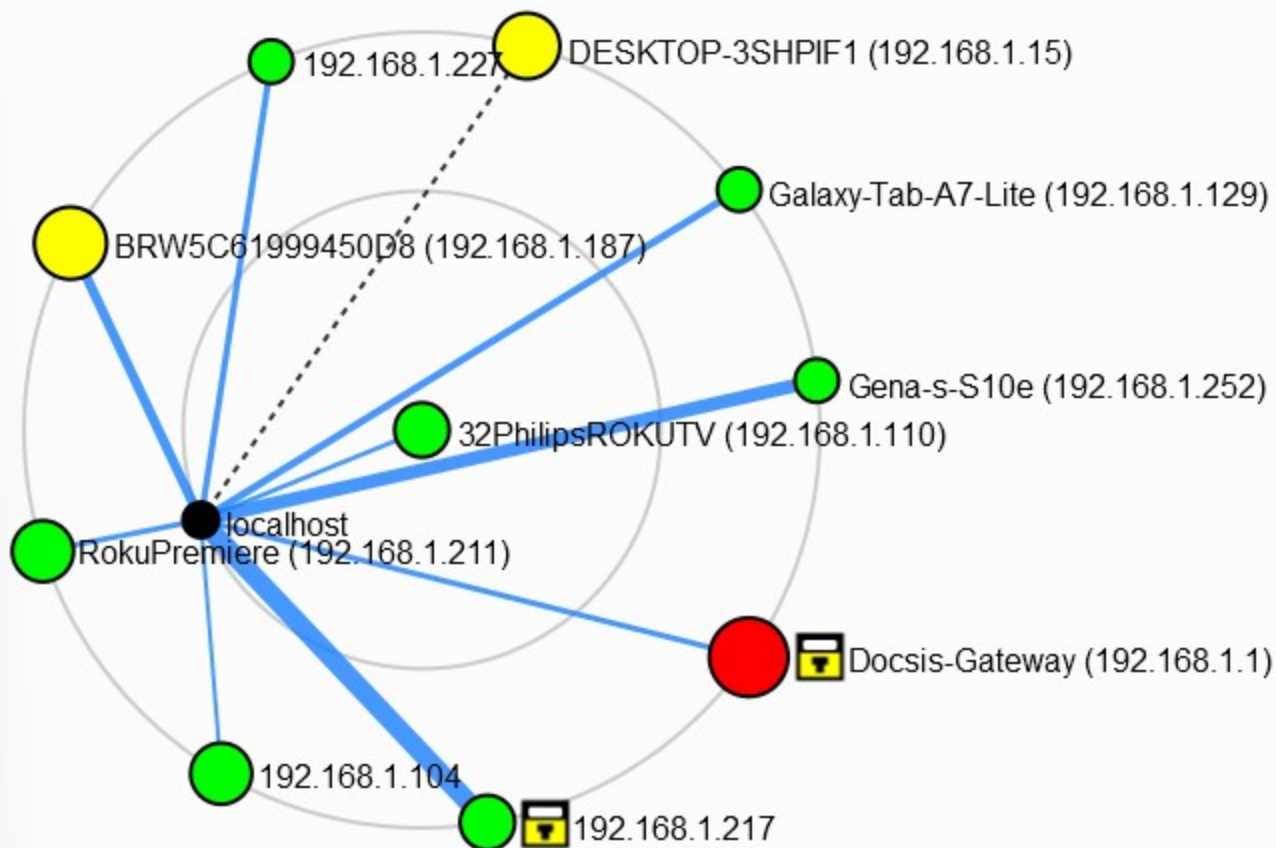 192.168.1.227
DESKTOP-3SHPIF1 (192.168.1.15)
Galaxy-Tab-A7-Lite (192.168.1.129)
BRW5C61999450D8 (192.168.1.187)
Gena-s-S10e (192.168.1.252)
32PhilipsROKUTV (192.168.1.110)
localhost
RokuPremiere (192.168.1.211)
Docsis-Gateway (192.168.1.1)
192.168.1.104
192.168.1.217